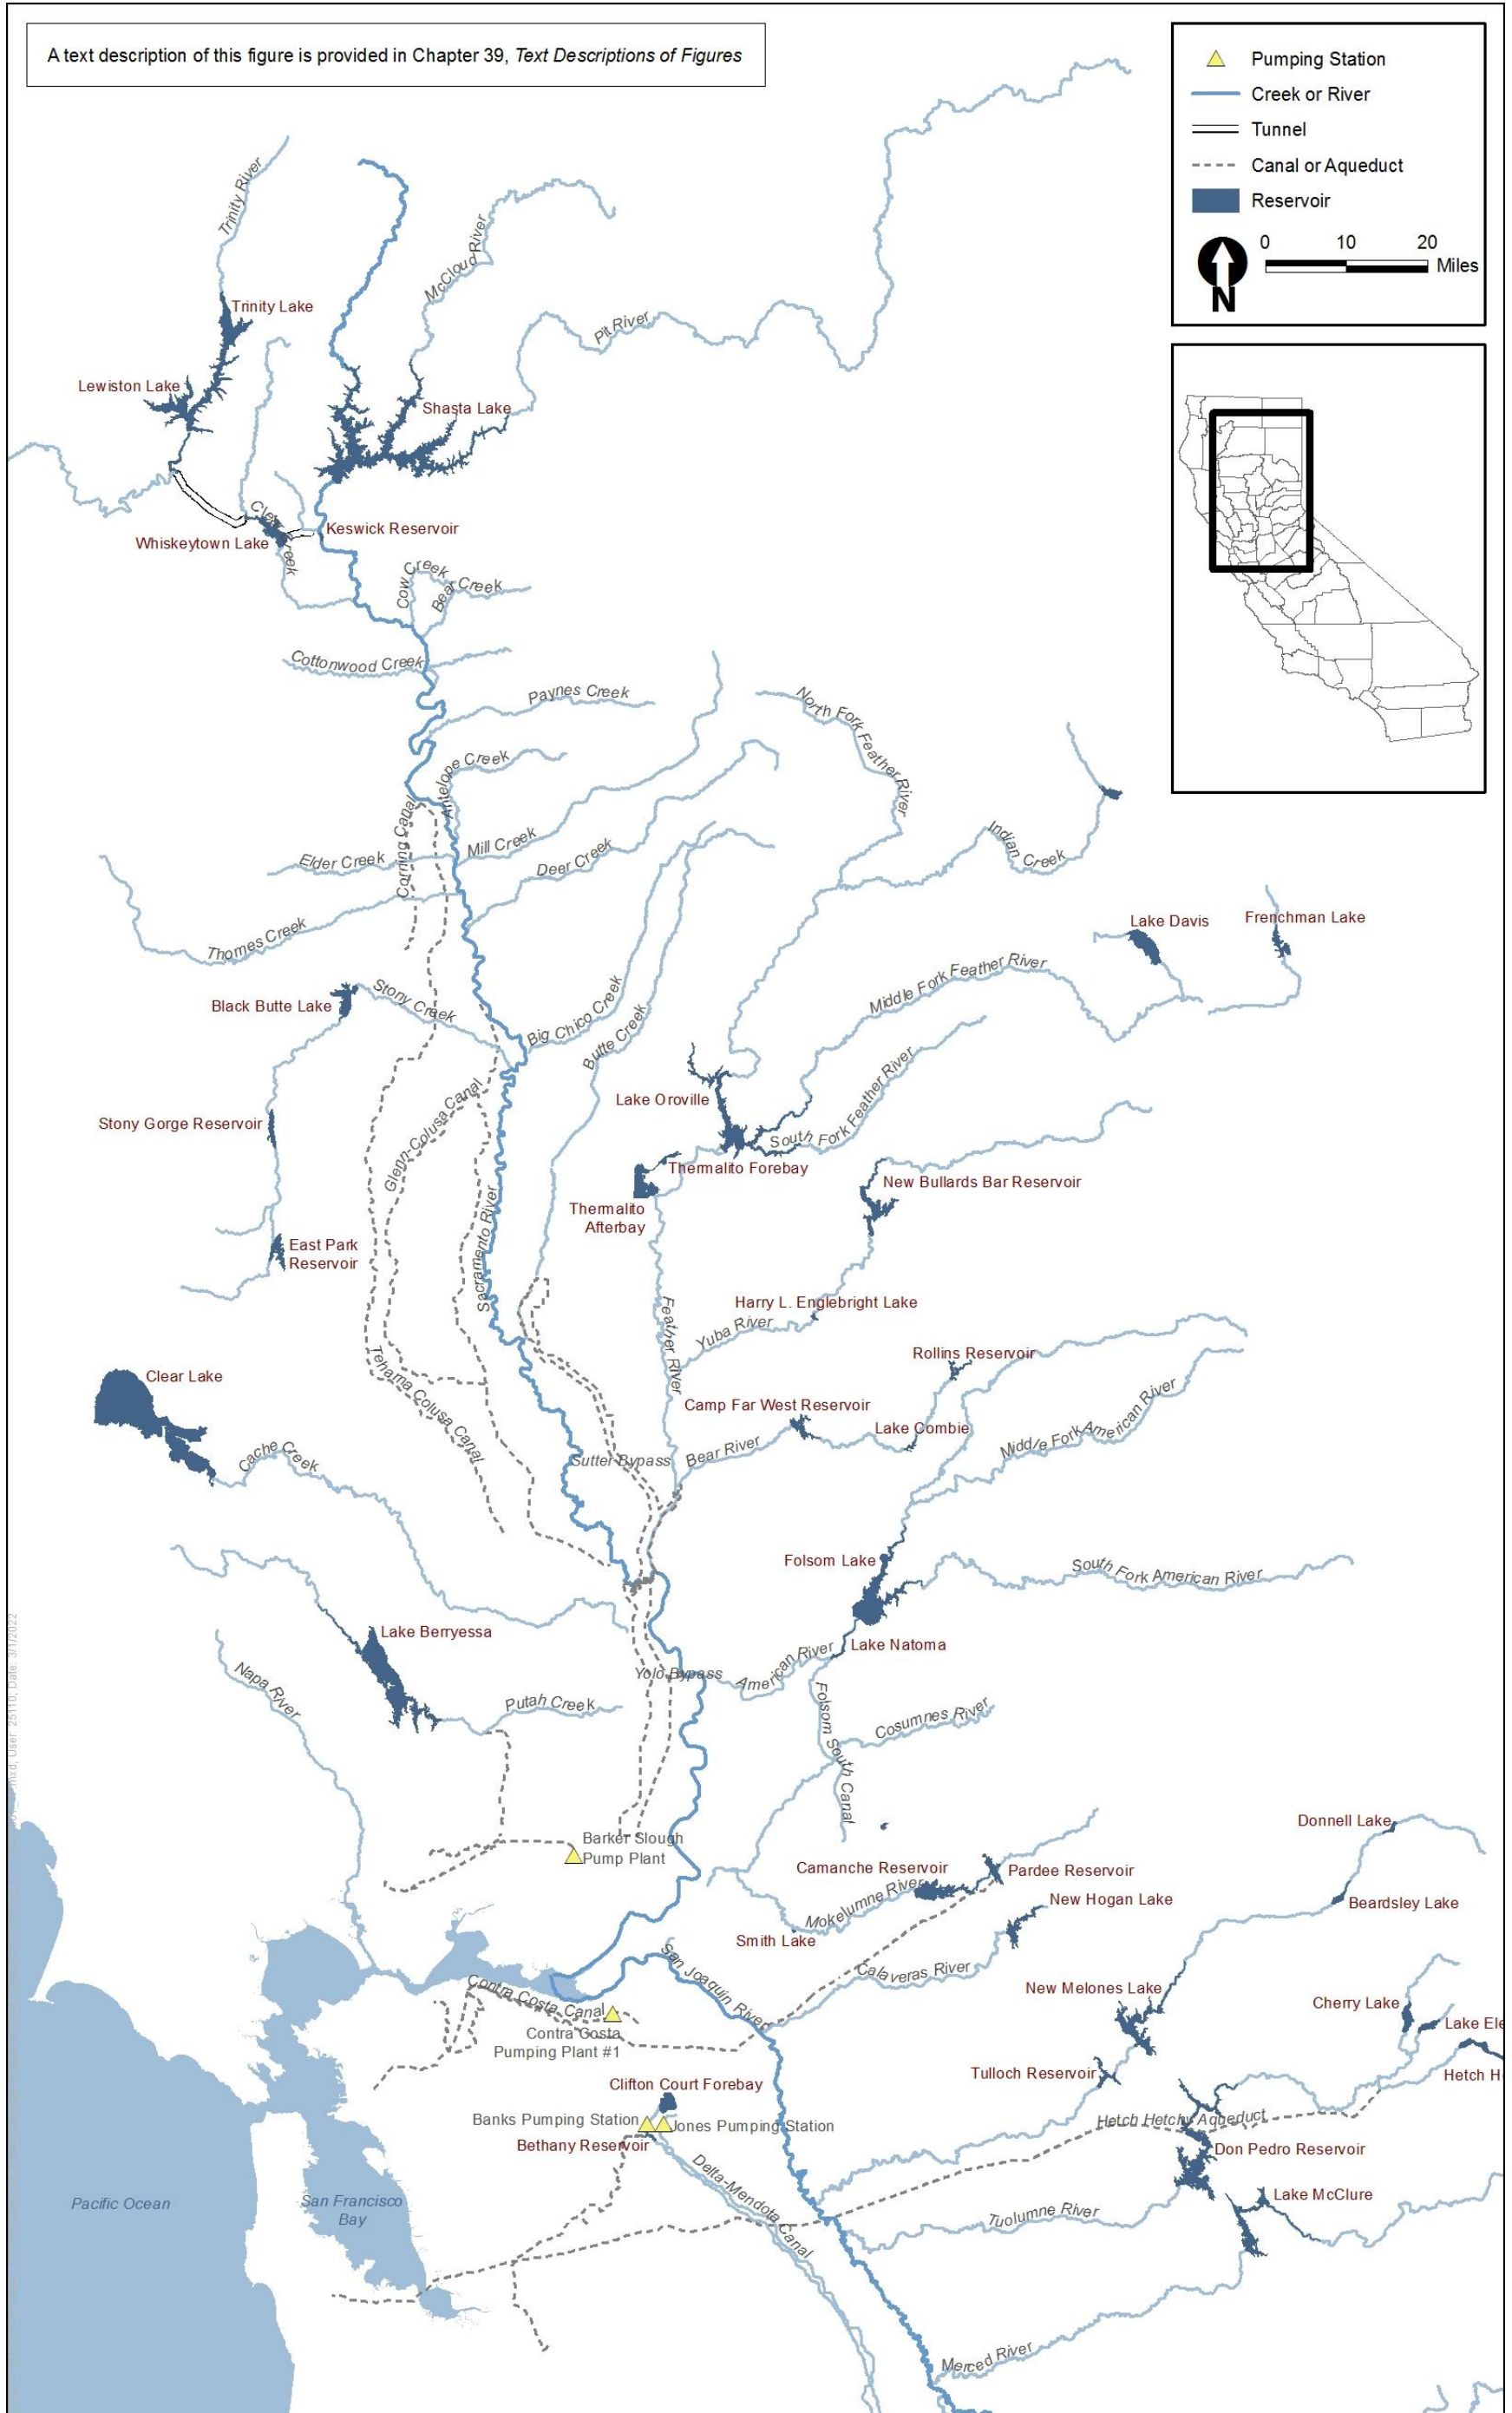 A text description of this figure is provided in Chapter 39, Text Descriptions of Figures
Pumping Station
Creek or River
Tunnel
Canal or Aqueduct
Reservoir
0 10 20
Miles
N
Trinity River
McCloud River
Pit River
Trinity Lake
Lewiston Lake
Shasta Lake
Clear Creek
Keswick Reservoir
Whiskeytown Lake
Cow Creek
Bear Creek
Cottonwood Creek
Paynes Creek
North Fork Feather River
Antelope Creek
Corning Canal
Mill Creek
Elder Creek
Deer Creek
Indian Creek
Thomes Creek
Lake Davis
Frenchman Lake
Middle Fork Feather River
Black Butte Lake
Stony Creek
Big Chico Creek
Butte Creek
Lake Oroville
South Fork Feather River
Stony Gorge Reservoir
Glenn-Colusa Canal
Thermalito Forebay
New Bullards Bar Reservoir
Thermalito
Afterbay
Sacramento River
East Park
Reservoir
Harry L. Englebright Lake
Feather River
Yuba River
Tehama Colusa Canal
Rollins Reservoir
Clear Lake
Camp Far West Reservoir
Lake Combie
Middle Fork American River
Cache Creek
Sutter Bypass
Bear River
Folsom Lake
South Fork American River
Lake Berryessa
Lake Natoma
Napa River
Yolo Bypass
American River
Putah Creek
Folsom South Canal
Cosumnes River
Barker Slough
Pump Plant
Donnell Lake
Camanche Reservoir
Pardee Reservoir
Mokelumne River
New Hogan Lake
Beardsley Lake
Smith Lake
San Joaquin River
Calaveras River
Contra Costa Canal
New Melones Lake
Cherry Lake
Lake Ele
Contra Costa
Pumping Plant #1
Tulloch Reservoir
Hetch H
Clifton Court Forebay
Banks Pumping Station
Jones Pumping Station
Hetch Hetchy Aqueduct
Bethany Reservoir
Don Pedro Reservoir
Delta-Mendota Canal
Lake McClure
Pacific Ocean
San Francisco
Bay
Tuolumne River
Merced River
mxd, User: 25110, Date: 3/1/2022